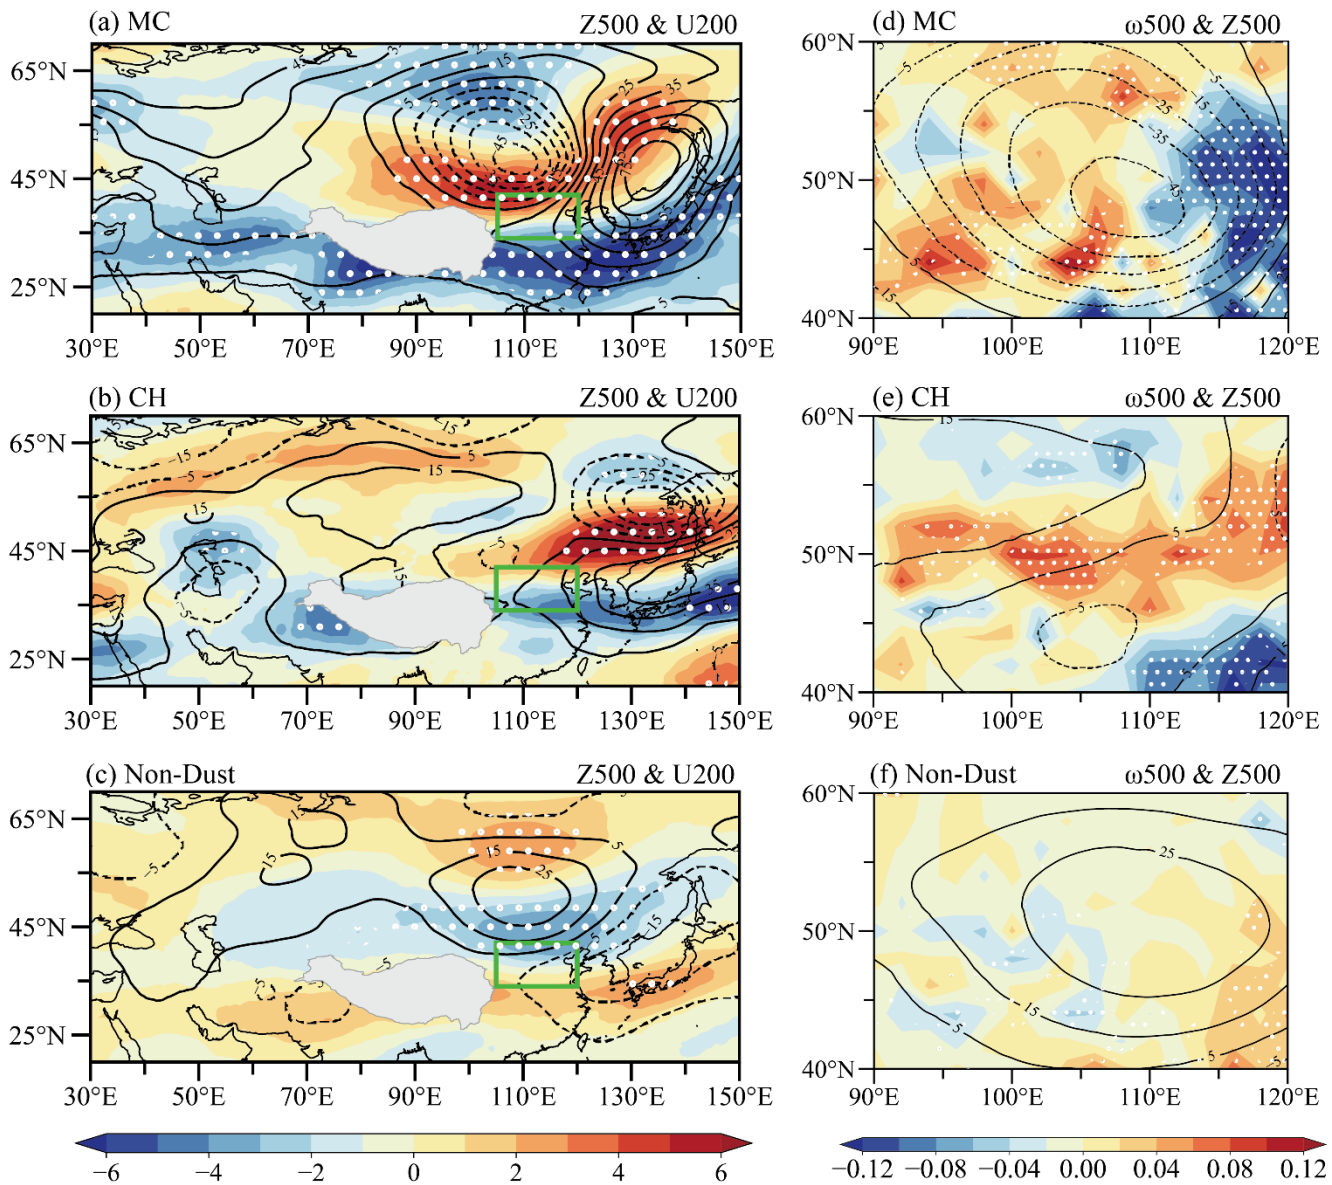 (a) MC Z500 & U200
65°N
45°N
25°N
30°E 50°E 70°E 90°E 110°E 130°E 150°E
(d) MC ω500 & Z500
60°N
50°N
40°N
90°E 100°E 110°E 120°E
(b) CH Z500 & U200
65°N
45°N
25°N
30°E 50°E 70°E 90°E 110°E 130°E 150°E
(e) CH ω500 & Z500
60°N
50°N
40°N
90°E 100°E 110°E 120°E
(c) Non-Dust Z500 & U200
65°N
45°N
25°N
30°E 50°E 70°E 90°E 110°E 130°E 150°E
(f) Non-Dust ω500 & Z500
60°N
50°N
40°N
90°E 100°E 110°E 120°E
−6 −4 −2 0 2 4 6
−0.12 −0.08 −0.04 0.00 0.04 0.08 0.12